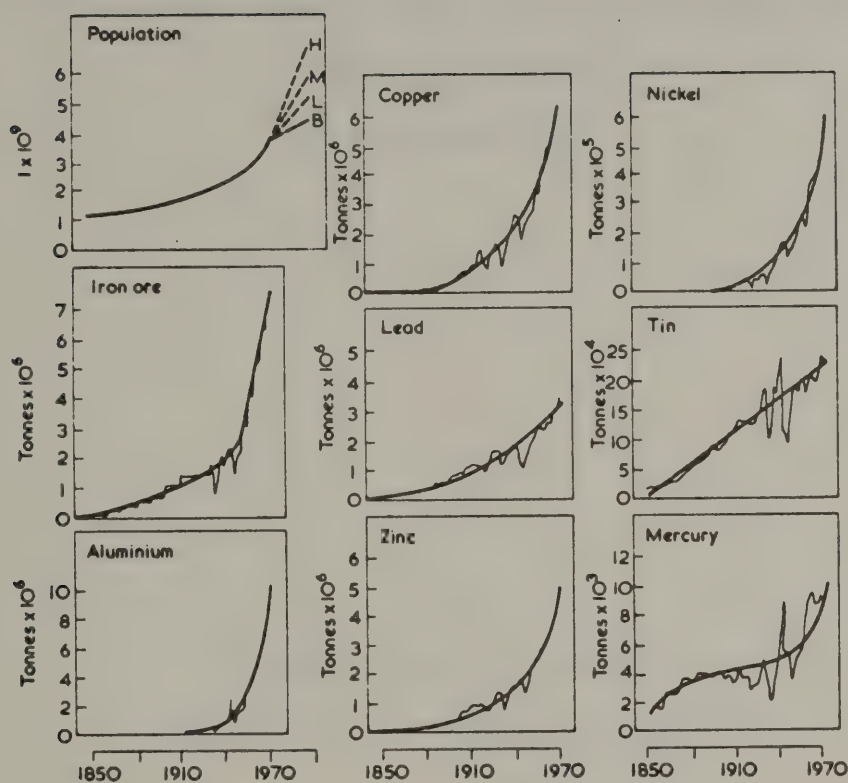 Population
H
M
L
B
6
5
4
3
2
1
0
1 x 10⁹
Copper
6
5
4
3
2
1
0
Tonnes x 10⁶
Nickel
6
5
4
3
2
1
0
Tonnes x 10⁵
Iron ore
7
6
5
4
3
2
1
0
Tonnes x 10⁶
Lead
5
4
3
2
1
0
Tonnes x 10⁶
Tin
25
20
15
10
5
0
Tonnes x 10⁴
Aluminium
10
8
6
4
2
0
Tonnes x 10⁶
Zinc
6
5
4
3
2
1
0
Tonnes x 10⁶
Mercury
12
10
8
6
4
2
0
Tonnes x 10³
1850 1910 1970
1850 1910 1970
1850 1910 1970